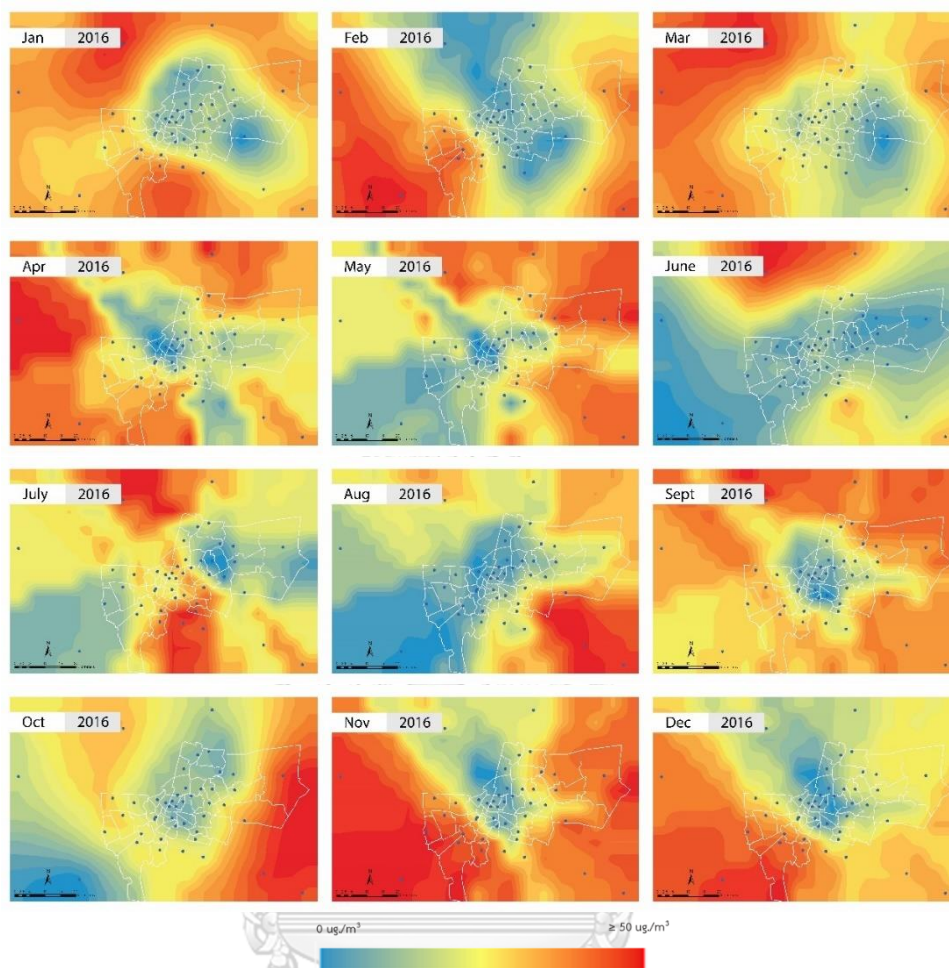 Jan 2016
Feb 2016
Mar 2016
N
N
N
Apr 2016
May 2016
June 2016
N
N
N
July 2016
Aug 2016
Sept 2016
N
N
N
Oct 2016
Nov 2016
Dec 2016
N
N
N
0 ug./m³ ≥ 50 ug./m³